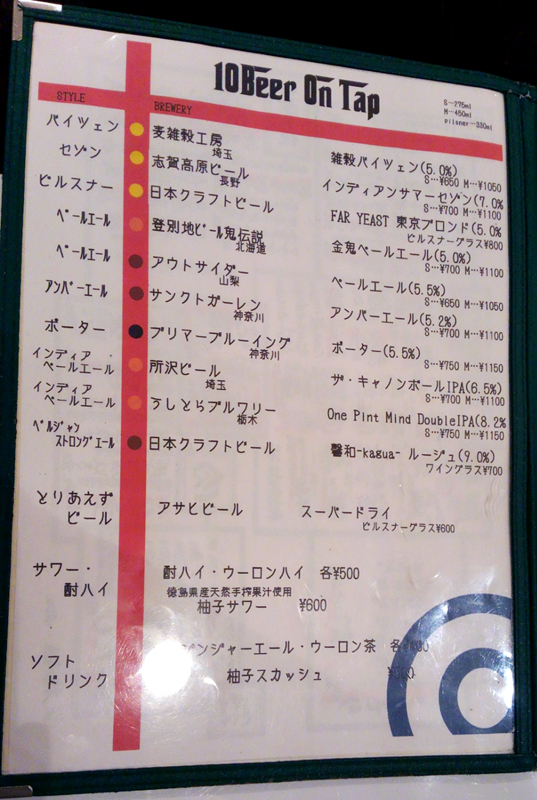 10Beer On Tap
S…275ml
M…450ml
pilsner…330ml
STYLE
BREWERY
バイツェン 麦雑穀工房 雑穀バイツェン(5.0%)
埼玉 S…¥650 M…¥1050
セゾン 志賀高原ビール インディアンサマーセゾン(7.0%
長野 S…¥700 M…¥1100
ピルスナー 日本クラフトビール FAR YEAST 東京ブロンド(5.0%
ピルスナーグラス¥800
ペールエール 登別地ビール鬼伝説 金鬼ペールエール(5.0%)
北海道 S…¥700 M…¥1100
ペールエール アウトサイダー ペールエール(5.5%)
山梨 S…¥650 M…¥1050
アンバーエール サンクトガーレン アンバーエール(5.2%)
神奈川 S…¥700 M…¥1100
ポーター ブリマーブルーイング ポーター(5.5%)
神奈川 S…¥750 M…¥1150
インディア
ペールエール 所沢ビール ザ・キャノンボールIPA(6.5%)
埼玉 S…¥700 M…¥1100
インディア
ペールエール うしとらブルワリー One Pint Mind DoubleIPA(8.2%
栃木 S…¥750 M…¥1150
ベルジャン
ストロングエール 日本クラフトビール 馨和-kagua- ルージュ(9.0%)
ワイングラス¥700
とりあえず
ビール アサヒビール スーパードライ
ピルスナーグラス¥600
サワー・
酎ハイ 酎ハイ・ウーロンハイ 各¥500
徳島県産天然手搾果汁使用
柚子サワー ¥600
ソフト
ドリンク ジンジャーエール・ウーロン茶
柚子スカッシュ